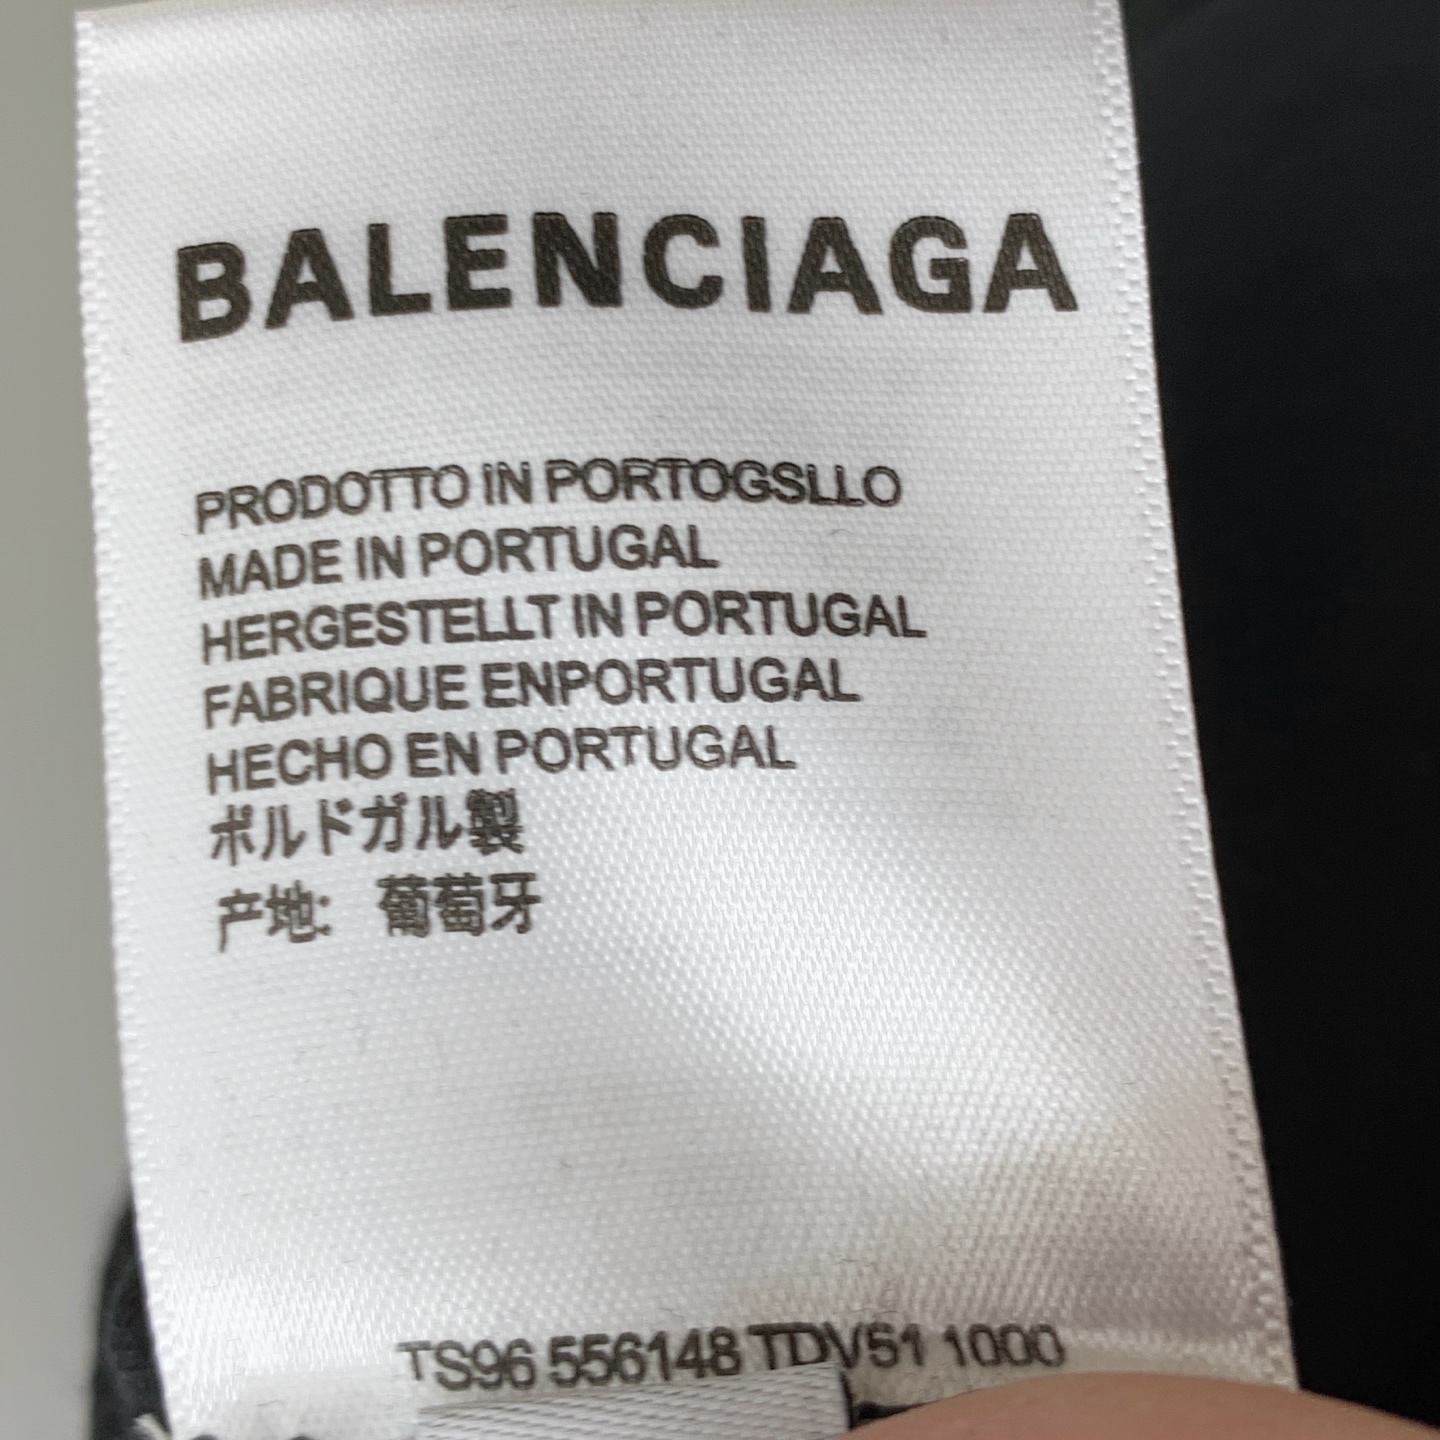 BALENCIAGA
PRODOTTO IN PORTOGSLLO
MADE IN PORTUGAL
HERGESTELLT IN PORTUGAL
FABRIQUE ENPORTUGAL
HECHO EN PORTUGAL
ポルドガル製
产地: 葡萄牙
TS96 556148 TDV51 1000